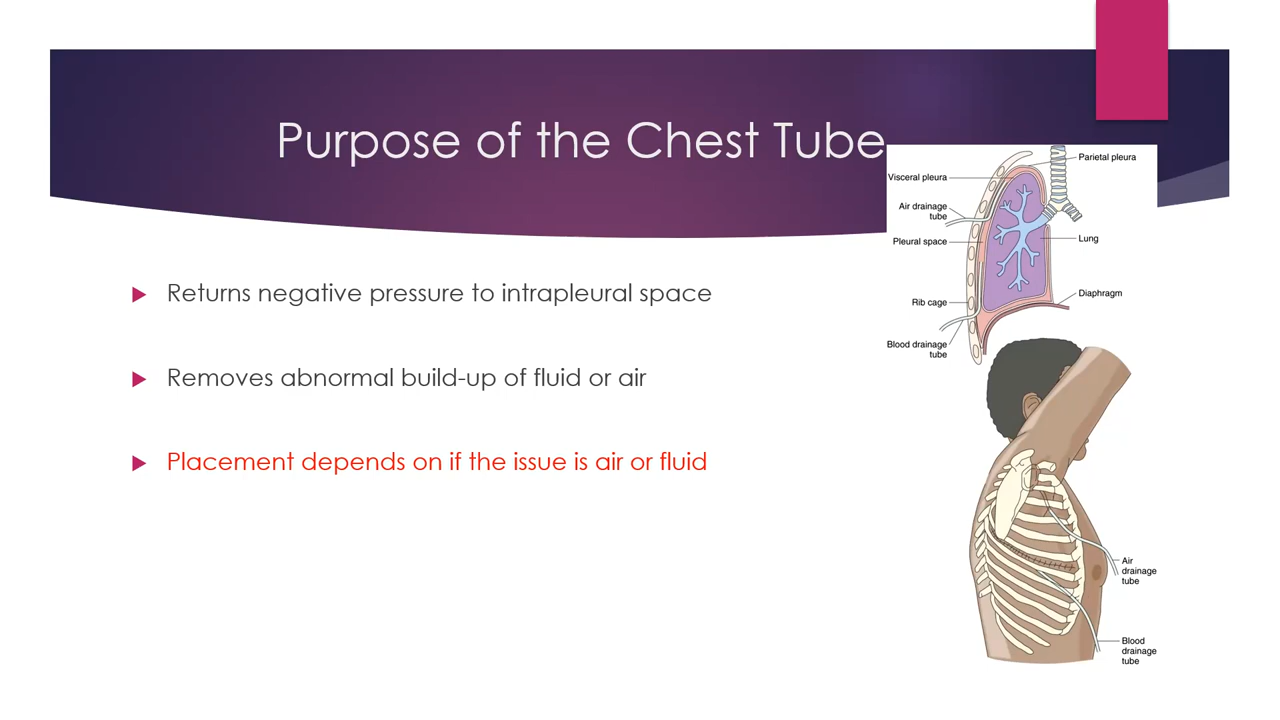 Purpose of the Chest Tube
Returns negative pressure to intrapleural space
Removes abnormal build-up of fluid or air
Placement depends on if the issue is air or fluid
Parietal pleura
Visceral pleura
Air drainage
tube
Pleural space
Lung
Rib cage
Diaphragm
Blood drainage
tube
Air
drainage
tube
Blood
drainage
tube